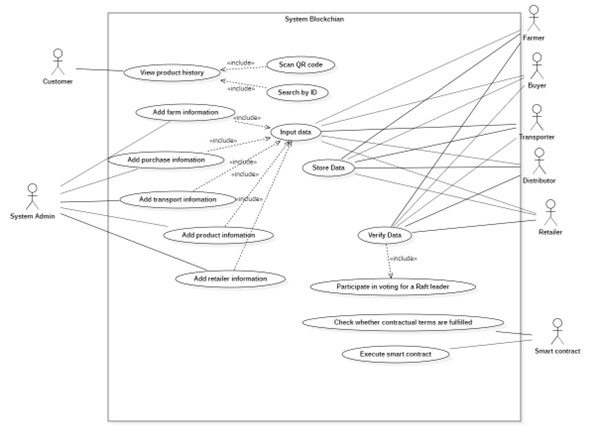 System Blockchian
Farmer
Customer
View product history
«include»
Scan QR code
«include»
Search by ID
Buyer
Add farm information
«include»
Input data
Transporter
«include»
Add purchase infomation
«include»
Store Data
«include»
Distributor
System Admin
Add transport infomation
«include»
Retailer
Add product infomation
Verify Data
«include»
Add retailer information
Participate in voting for a Raft leader
Check whether contractual terms are fulfilled
Smart contract
Execute smart contract